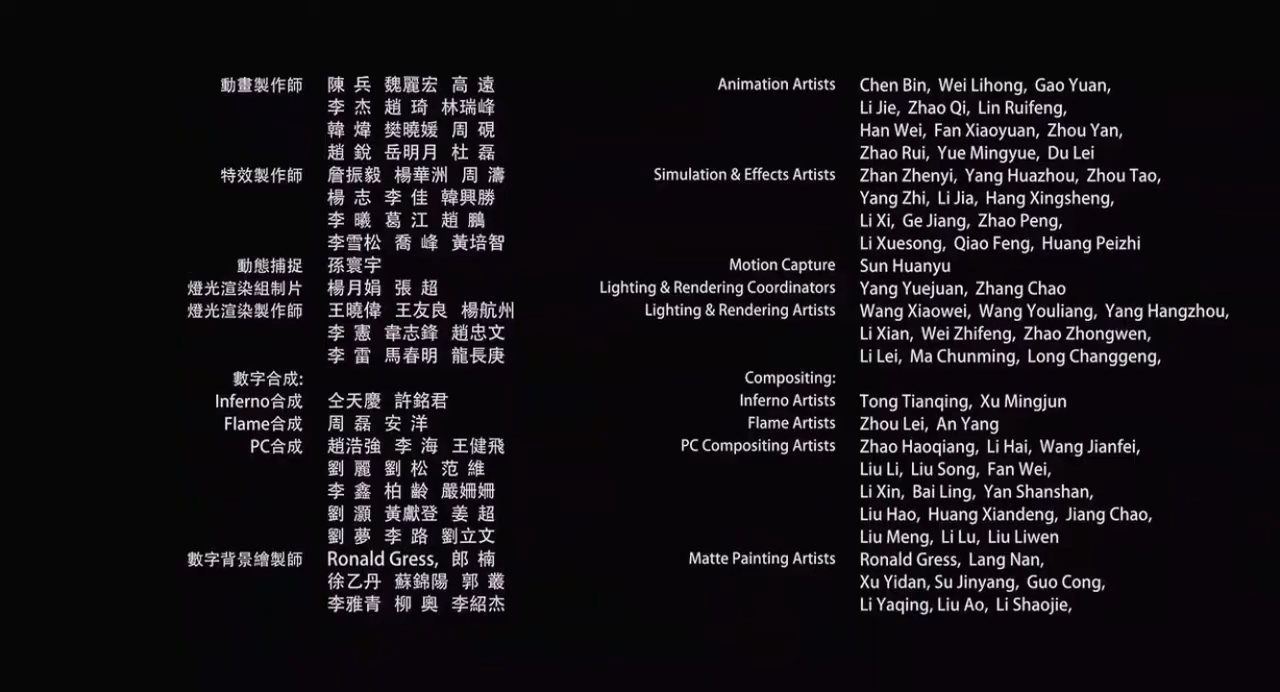 動畫製作師 陳 兵 魏麗宏 高 遠 Animation Artists Chen Bin, Wei Lihong, Gao Yuan,
李 杰 趙 琦 林瑞峰 Li Jie, Zhao Qi, Lin Ruifeng,
韓 煒 樊曉媛 周 硯 Han Wei, Fan Xiaoyuan, Zhou Yan,
趙 銳 岳明月 杜 磊 Zhao Rui, Yue Mingyue, Du Lei
特效製作師 詹振毅 楊華洲 周 濤 Simulation & Effects Artists Zhan Zhenyi, Yang Huazhou, Zhou Tao,
楊 志 李 佳 韓興勝 Yang Zhi, Li Jia, Hang Xingsheng,
李 曦 葛 江 趙 鵬 Li Xi, Ge Jiang, Zhao Peng,
李雪松 喬 峰 黃培智 Li Xuesong, Qiao Feng, Huang Peizhi
動態捕捉 孫寰宇 Motion Capture Sun Huanyu
燈光渲染組制片 楊月娟 張 超 Lighting & Rendering Coordinators Yang Yuejuan, Zhang Chao
燈光渲染製作師 王曉偉 王友良 楊航州 Lighting & Rendering Artists Wang Xiaowei, Wang Youliang, Yang Hangzhou,
李 憲 韋志鋒 趙忠文 Li Xian, Wei Zhifeng, Zhao Zhongwen,
李 雷 馬春明 龍長庚 Li Lei, Ma Chunming, Long Changgeng,
數字合成: Compositing:
Inferno合成 仝天慶 許銘君 Inferno Artists Tong Tianqing, Xu Mingjun
Flame合成 周 磊 安 洋 Flame Artists Zhou Lei, An Yang
PC合成 趙浩強 李 海 王健飛 PC Compositing Artists Zhao Haoqiang, Li Hai, Wang Jianfei,
劉 麗 劉 松 范 維 Liu Li, Liu Song, Fan Wei,
李 鑫 柏 齡 嚴姍姍 Li Xin, Bai Ling, Yan Shanshan,
劉 灝 黃獻登 姜 超 Liu Hao, Huang Xiandeng, Jiang Chao,
劉 夢 李 路 劉立文 Liu Meng, Li Lu, Liu Liwen
數字背景繪製師 Ronald Gress, 郎 楠 Matte Painting Artists Ronald Gress, Lang Nan,
徐乙丹 蘇錦陽 郭 叢 Xu Yidan, Su Jinyang, Guo Cong,
李雅青 柳 奧 李紹杰 Li Yaqing, Liu Ao, Li Shaojie,